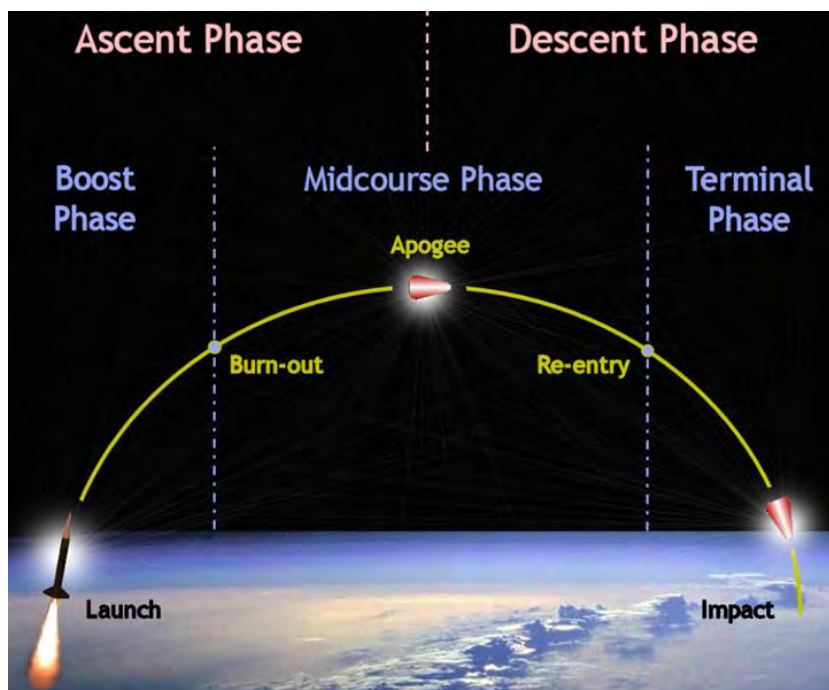 Ascent Phase
Descent Phase
Boost
Phase
Midcourse Phase
Terminal
Phase
Apogee
Burn-out
Re-entry
Launch
Impact